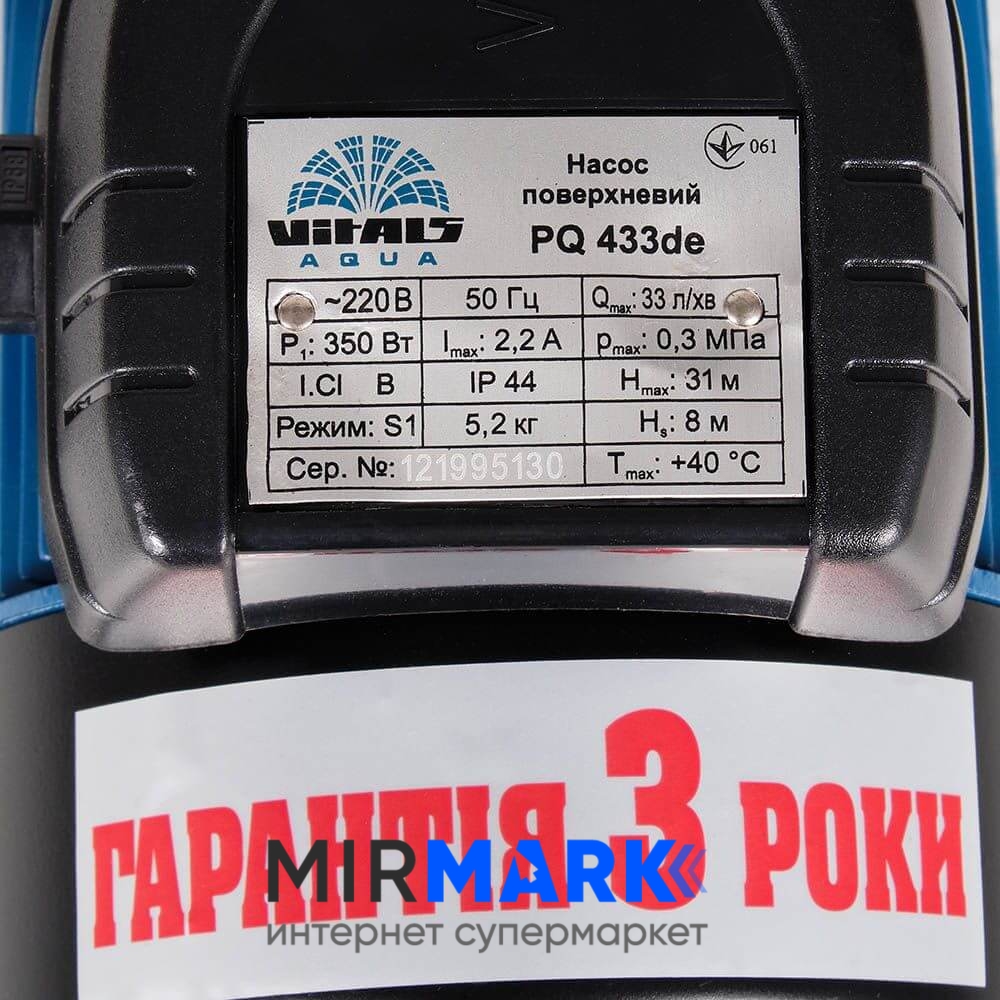 IP38
061
Насос
поверхневий
PQ 433de
Vitals
AQUA
~220 В 50 Гц Qmax: 33 л/хв
P1: 350 Вт Imax: 2,2 А pmax: 0,3 МПа
I.Cl B IP 44 Hmax: 31 м
Режим: S1 5,2 кг Hs: 8 м
Сер. №: 121995130 Tmax: +40 °C
ГАРАНТІЯ 3 РОКИ
MIRMARK
интернет супермаркет